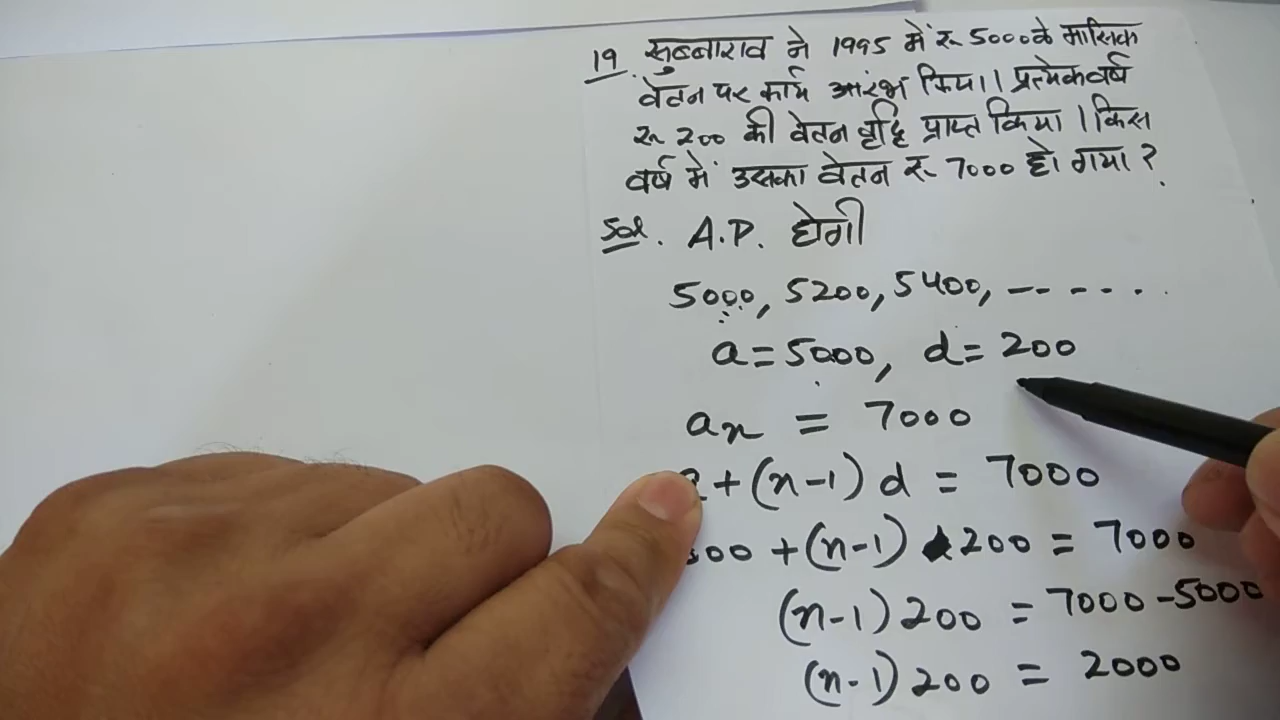 19. सुब्बाराव ने 1995 में रु 5000 के मासिक
वेतन पर कार्य आरंभ किया। प्रत्येक वर्ष
रु 200 की वेतन वृद्धि प्राप्त किया। किस
वर्ष में उसका वेतन रु 7000 हो गया?
Sol. A.P. होगी
5000, 5200, 5400, ------
a = 5000, d = 200
an = 7000
+ (n-1) d = 7000
+ (n-1) 200 = 7000
(n-1) 200 = 7000 - 5000
(n-1) 200 = 2000